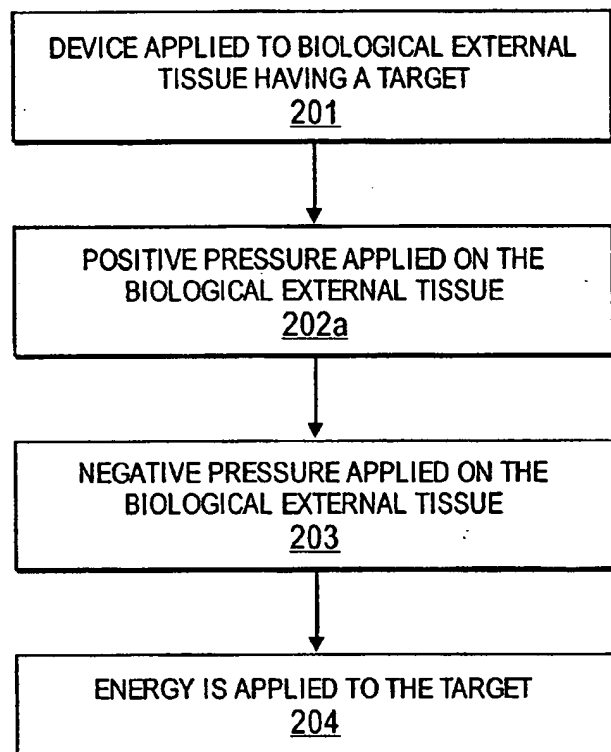 DEVICE APPLIED TO BIOLOGICAL EXTERNAL
TISSUE HAVING A TARGET
201
POSITIVE PRESSURE APPLIED ON THE
BIOLOGICAL EXTERNAL TISSUE
202a
NEGATIVE PRESSURE APPLIED ON THE
BIOLOGICAL EXTERNAL TISSUE
203
ENERGY IS APPLIED TO THE TARGET
204